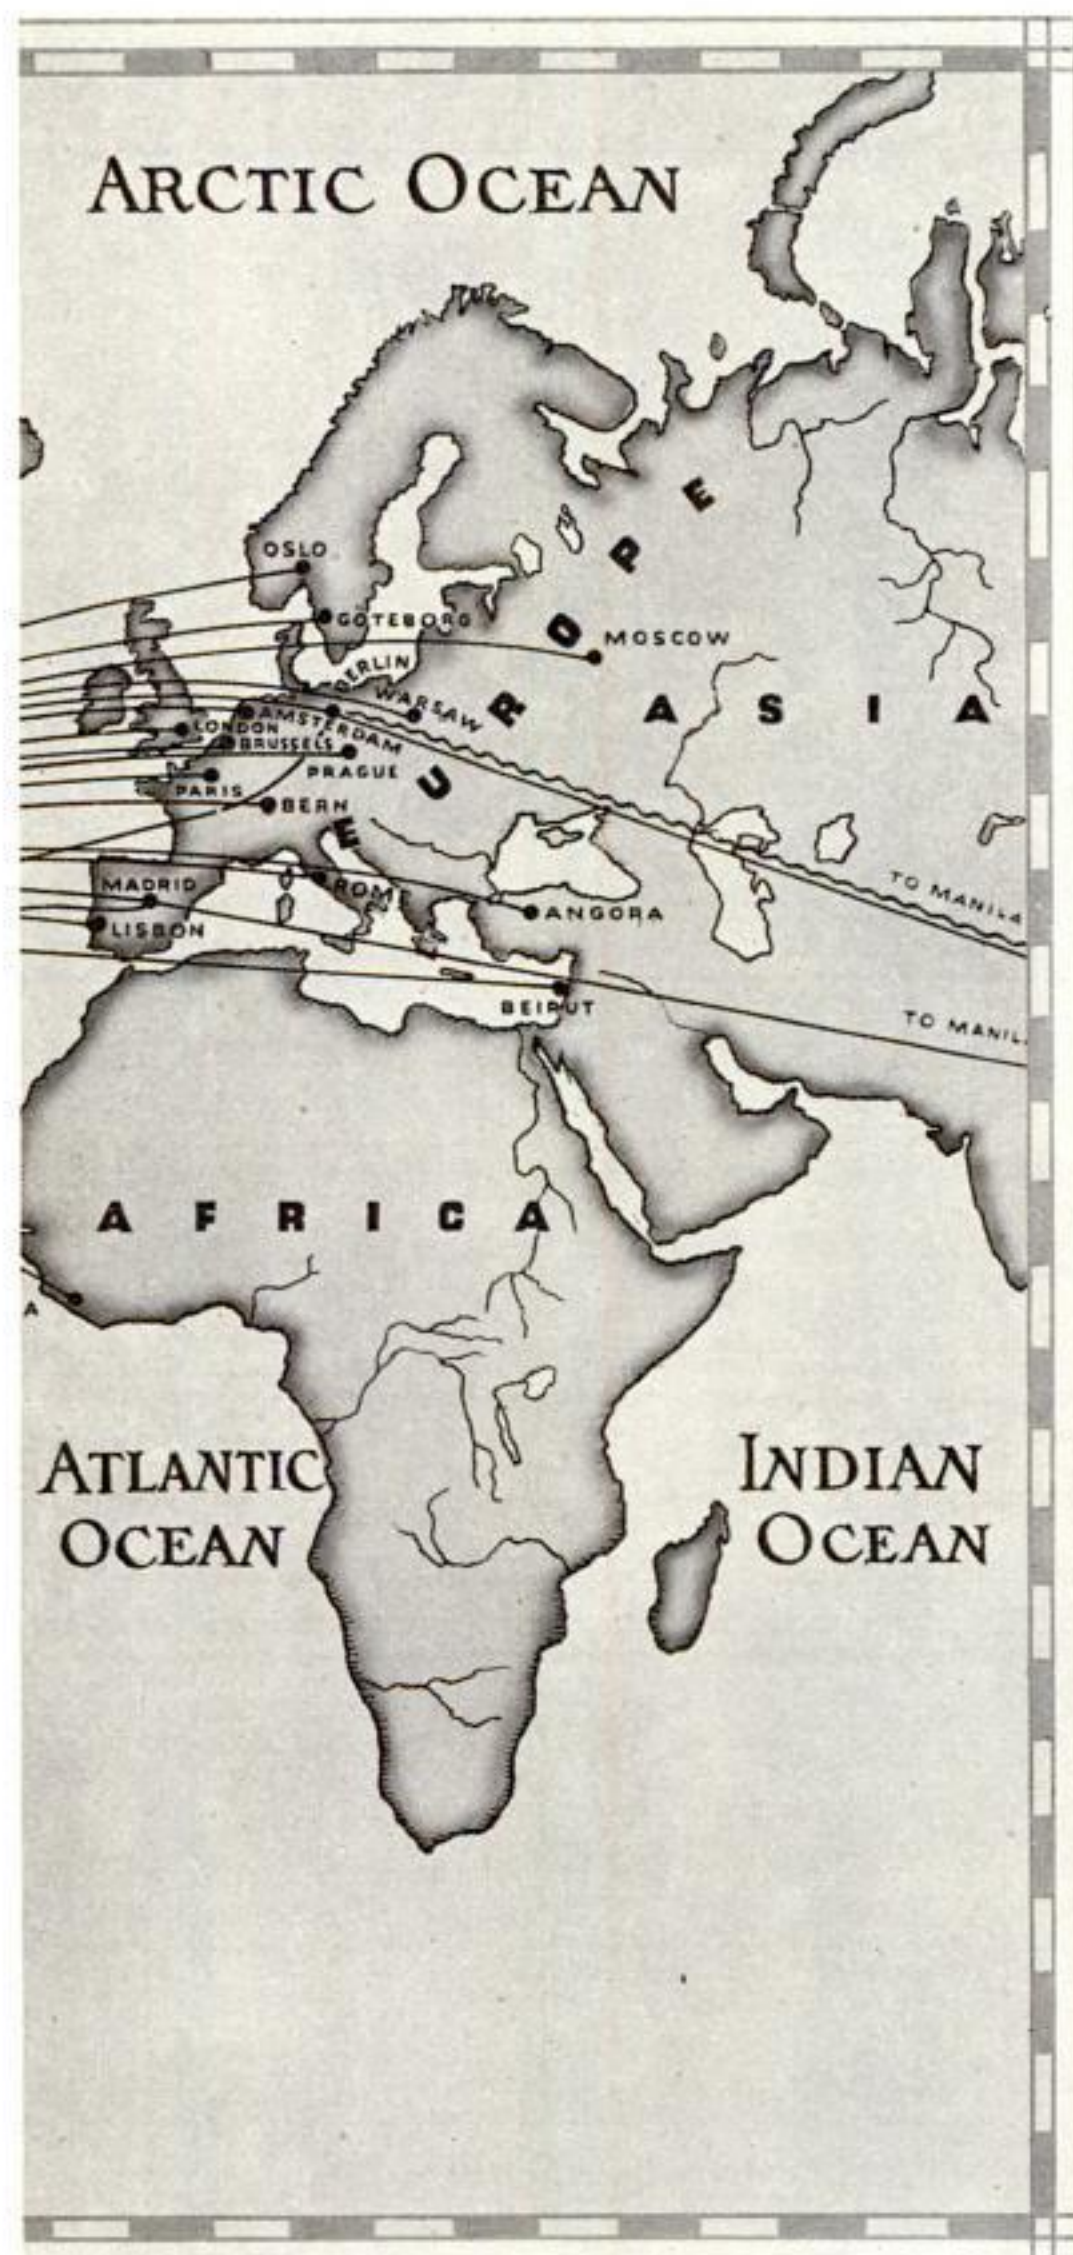 ARCTIC OCEAN
EUROPE
ASIA
OSLO
GÖTEBORG
MOSCOW
BERLIN
WARSAW
AMSTERDAM
LONDON
BRUSSELS
PRAGUE
PARIS
BERN
MADRID
ROME
LISBON
ANGORA
BEIRUT
TO MANILA
TO MANIL
AFRICA
A
ATLANTIC
OCEAN
INDIAN
OCEAN